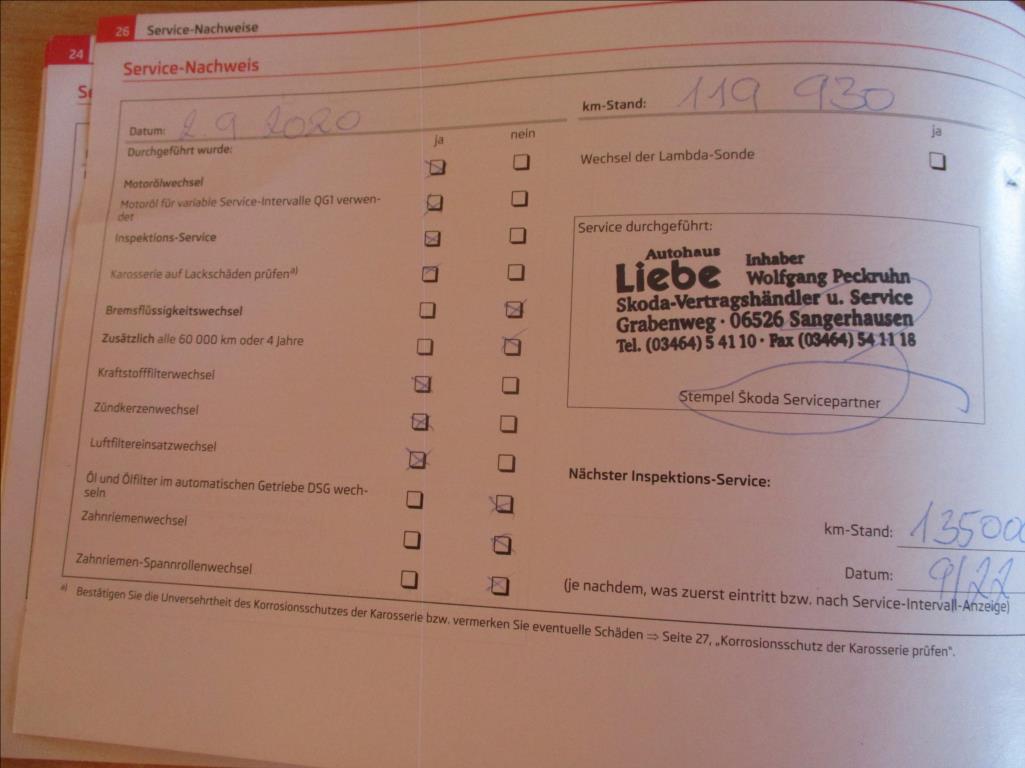 26 Service-Nachweise
24
Service-Nachweis
Datum: 2.9 2020
km-Stand: 119 930
ja nein
Durchgeführt wurde:
Motorölwechsel
Motoröl für variable Service-Intervalle QG1 verwen-
det
Inspektions-Service
Karosserie auf Lackschäden prüfen a)
Bremsflüssigkeitswechsel
Zusätzlich alle 60 000 km oder 4 Jahre
Kraftstofffilterwechsel
Zündkerzenwechsel
Luftfiltereinsatzwechsel
Öl und Ölfilter im automatischen Getriebe DSG wech-
seln
Zahnriemenwechsel
Zahnriemen-Spannrollenwechsel
ja
Wechsel der Lambda-Sonde
Service durchgeführt:
Autohaus Inhaber
Liebe Wolfgang Peckruhn
Skoda-Vertragshändler u. Service
Grabenweg · 06526 Sangerhausen
Tel. (03464) 5 41 10 · Fax (03464) 54 11 18
Stempel Škoda Servicepartner
Nächster Inspektions-Service:
km-Stand: 135000
Datum: 9/22
(je nachdem, was zuerst eintritt bzw. nach Service-Intervall-Anzeige)
a) Bestätigen Sie die Unversehrtheit des Korrosionsschutzes der Karosserie bzw. vermerken Sie eventuelle Schäden ⇒ Seite 27, „Korrosionsschutz der Karosserie prüfen“.